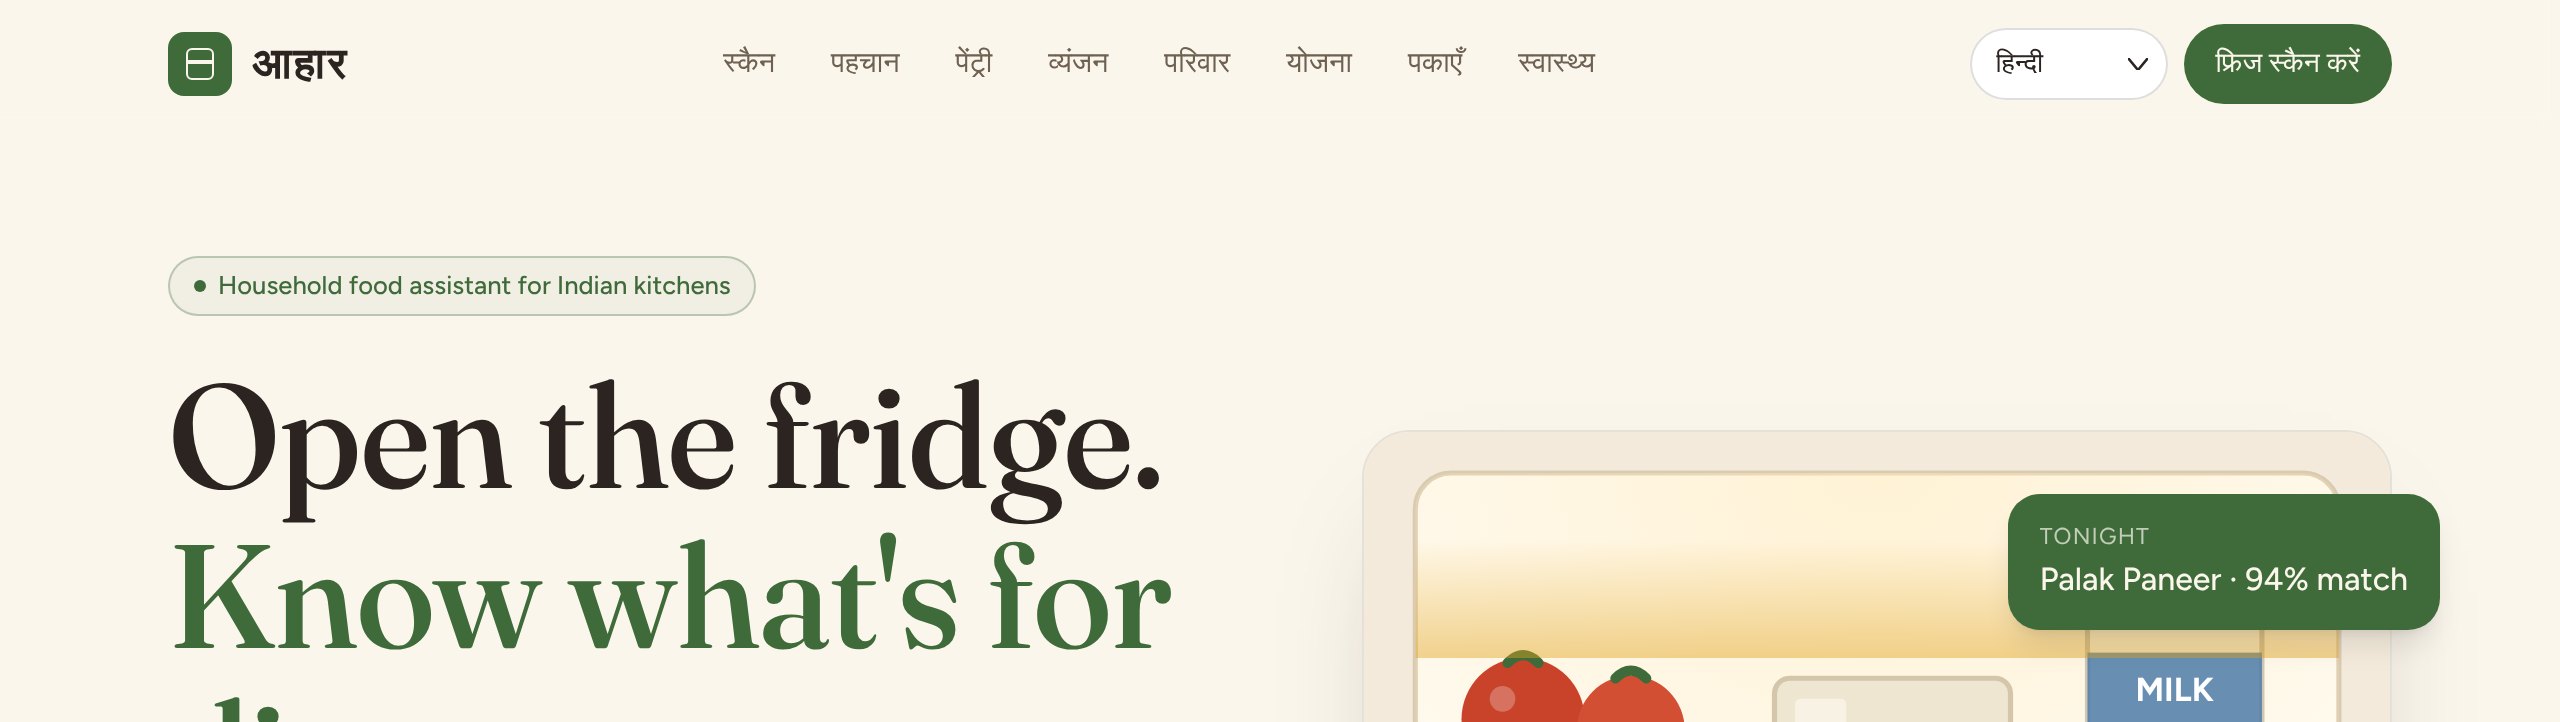 आहार
स्कैन पहचान पेंट्री व्यंजन परिवार योजना पकाएँ स्वास्थ्य
हिन्दी
फ्रिज स्कैन करें
Household food assistant for Indian kitchens
Open the fridge.
Know what's for
TONIGHT
Palak Paneer · 94% match
MILK